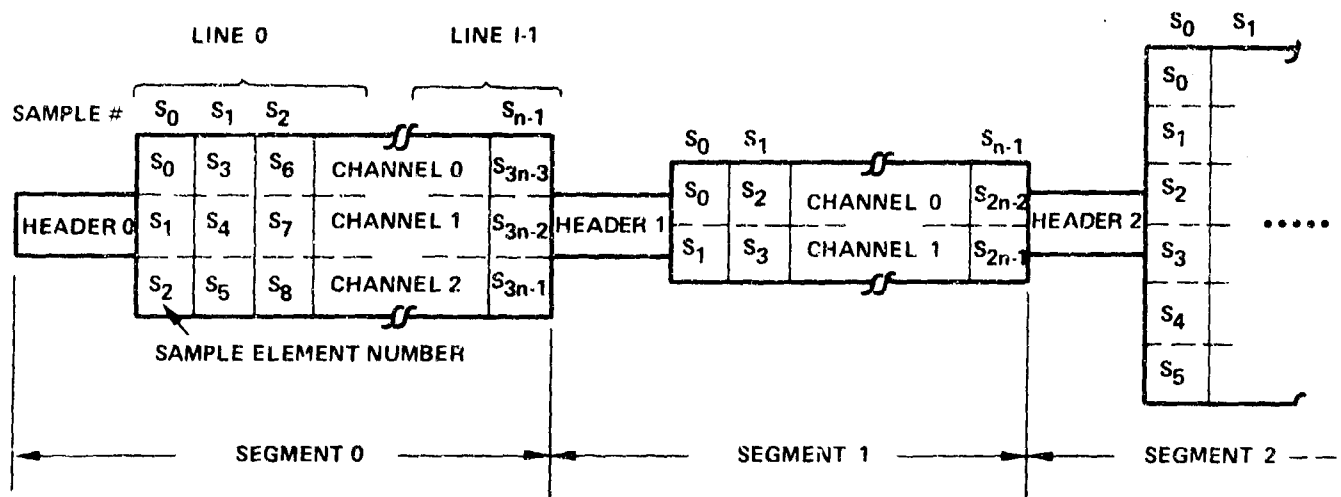 LINE 0 LINE I-1
S0 S1
SAMPLE # S0 S1 S2 Sn-1
S0 S3 S6 CHANNEL 0 S3n-3
HEADER 0 S1 S4 S7 CHANNEL 1 S3n-2
S2 S5 S8 CHANNEL 2 S3n-1
SAMPLE ELEMENT NUMBER
HEADER 1
S0 S1 Sn-1
S0 S2 CHANNEL 0 S2n-2
S1 S3 CHANNEL 1 S2n-1
HEADER 2
S0
S1
S2
S3
S4
S5
.....
SEGMENT 0 SEGMENT 1 SEGMENT 2